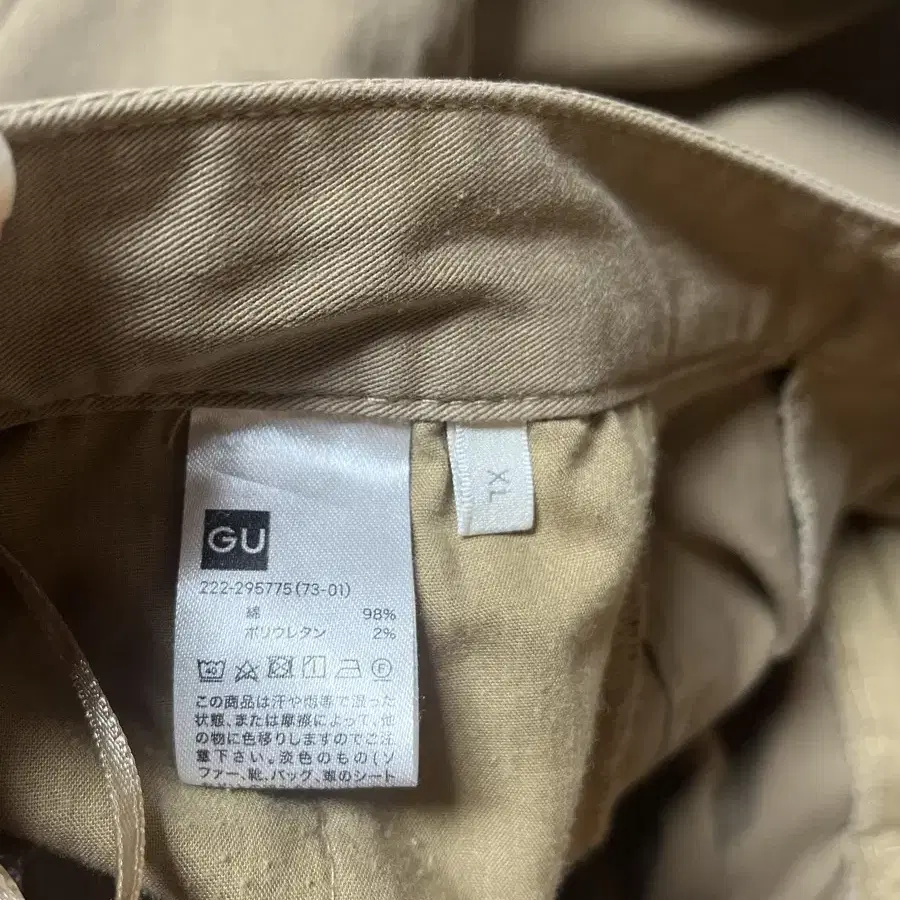 GU
222-295775(73-01)
綿 98%
ポリウレタン 2%
40
F
この商品は汗や雨等で湿った
状態、または摩擦によって、他
の物に色移りしますのでご注
意下さい。淡色のもの(ソ
ファー、靴、バッグ、車のシート
XL